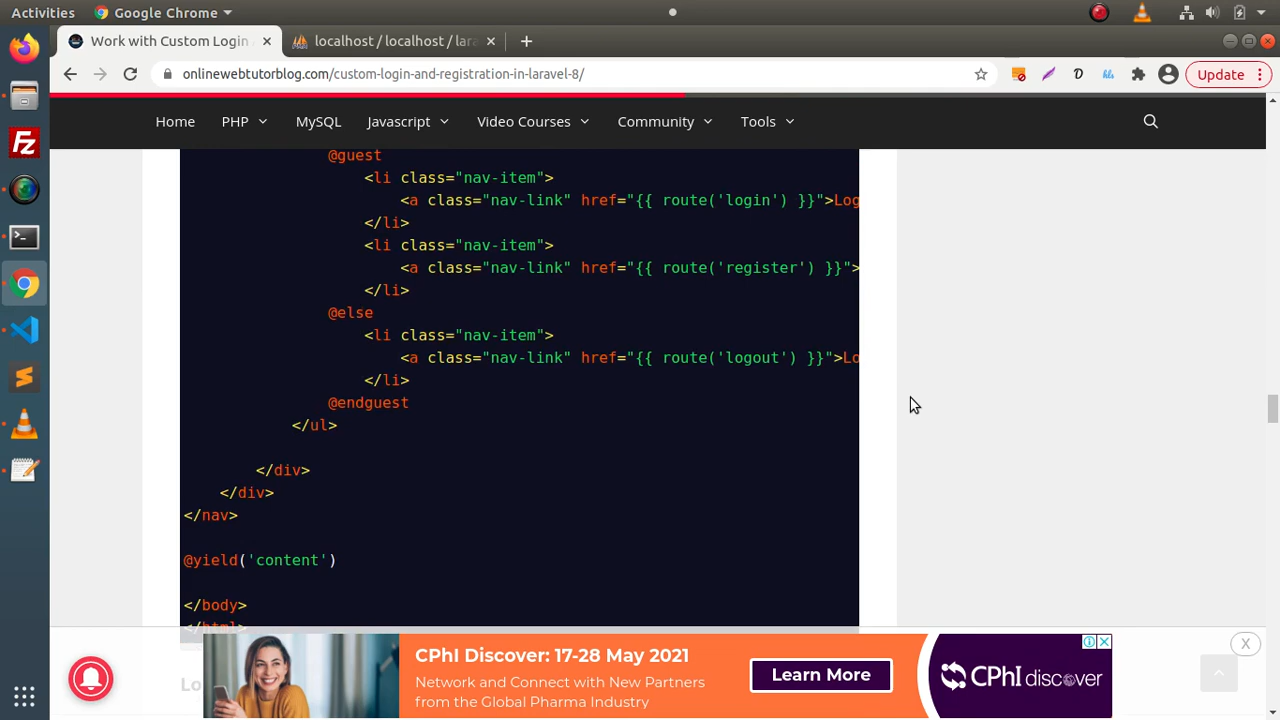 Activities
Google Chrome
Work with Custom Login
localhost / localhost / lara
onlinewebtutorblog.com/custom-login-and-registration-in-laravel-8/
Update
Home
PHP
MySQL
Javascript
Video Courses
Community
Tools
@guest
<li class="nav-item">
<a class="nav-link" href="{{ route('login') }}">Log
</li>
<li class="nav-item">
<a class="nav-link" href="{{ route('register') }}">
</li>
@else
<li class="nav-item">
<a class="nav-link" href="{{ route('logout') }}">Lo
</li>
@endguest
</ul>
</div>
</div>
</nav>
@yield('content')
</body>
</html>
Lo
CPhI Discover: 17-28 May 2021
Network and Connect with New Partners
from the Global Pharma Industry
Learn More
CPhI discover
X